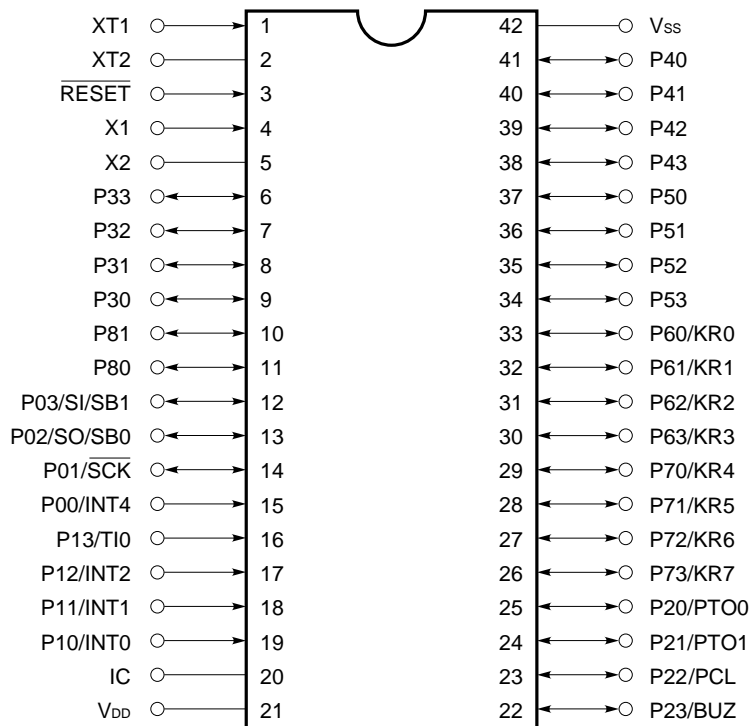 XT1 1 42 Vss
XT2 2 41 P40
RESET 3 40 P41
X1 4 39 P42
X2 5 38 P43
P33 6 37 P50
P32 7 36 P51
P31 8 35 P52
P30 9 34 P53
P81 10 33 P60/KR0
P80 11 32 P61/KR1
P03/SI/SB1 12 31 P62/KR2
P02/SO/SB0 13 30 P63/KR3
P01/SCK 14 29 P70/KR4
P00/INT4 15 28 P71/KR5
P13/TI0 16 27 P72/KR6
P12/INT2 17 26 P73/KR7
P11/INT1 18 25 P20/PTO0
P10/INT0 19 24 P21/PTO1
IC 20 23 P22/PCL
VDD 21 22 P23/BUZ